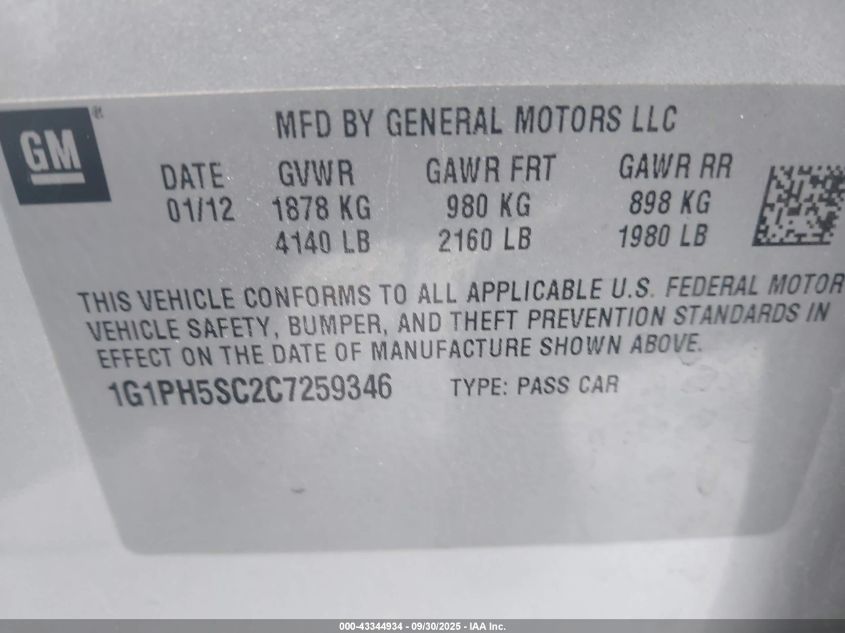 GM®
MFD BY GENERAL MOTORS LLC
DATE GVWR GAWR FRT GAWR RR
01/12 1878 KG 980 KG 898 KG
4140 LB 2160 LB 1980 LB
THIS VEHICLE CONFORMS TO ALL APPLICABLE U.S. FEDERAL MOTOR
VEHICLE SAFETY, BUMPER, AND THEFT PREVENTION STANDARDS IN
EFFECT ON THE DATE OF MANUFACTURE SHOWN ABOVE.
1G1PH5SC2C7259346 TYPE: PASS CAR
000-43344934 - 09/30/2025 - IAA Inc.